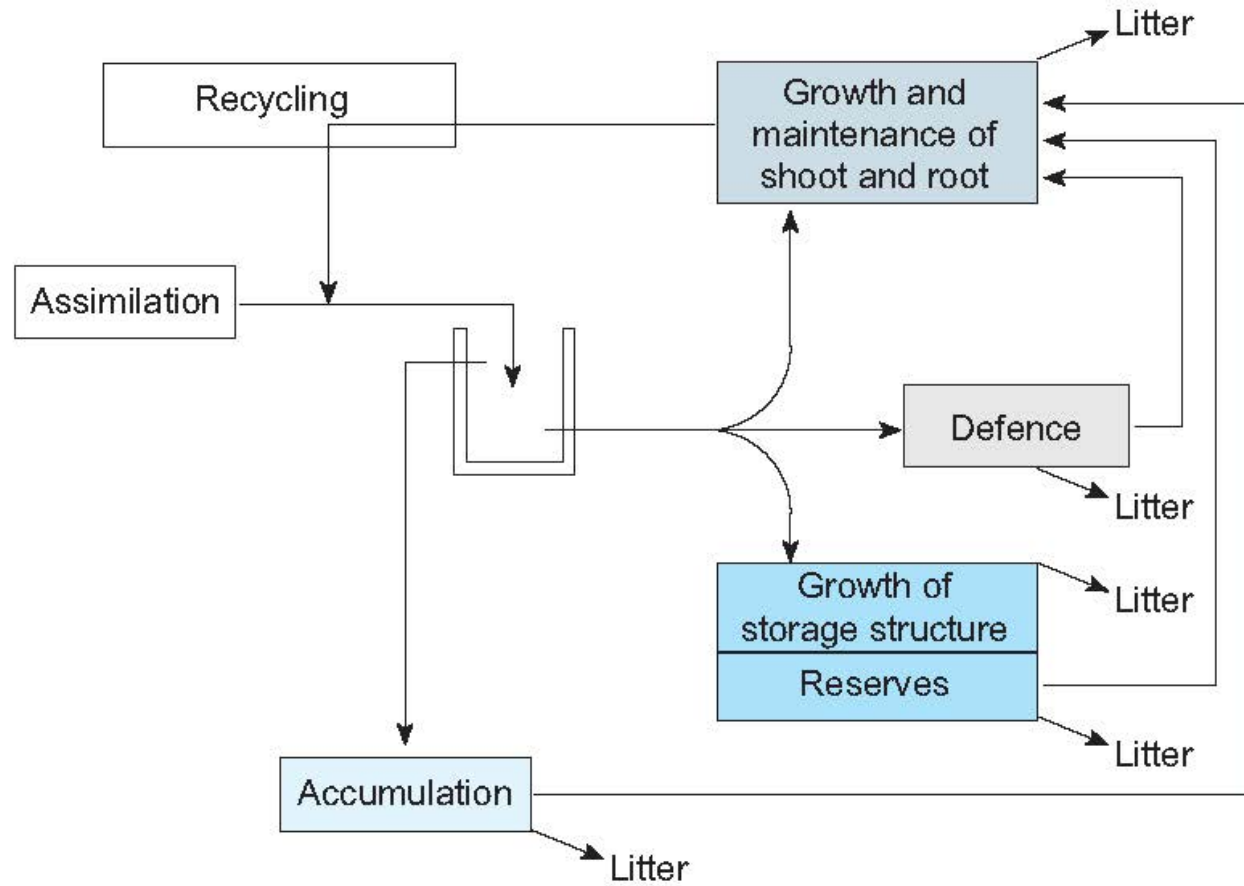 Litter
Recycling
Growth and
maintenance of
shoot and root
Assimilation
Defence
Litter
Growth of
storage structure
Litter
Reserves
Litter
Accumulation
Litter